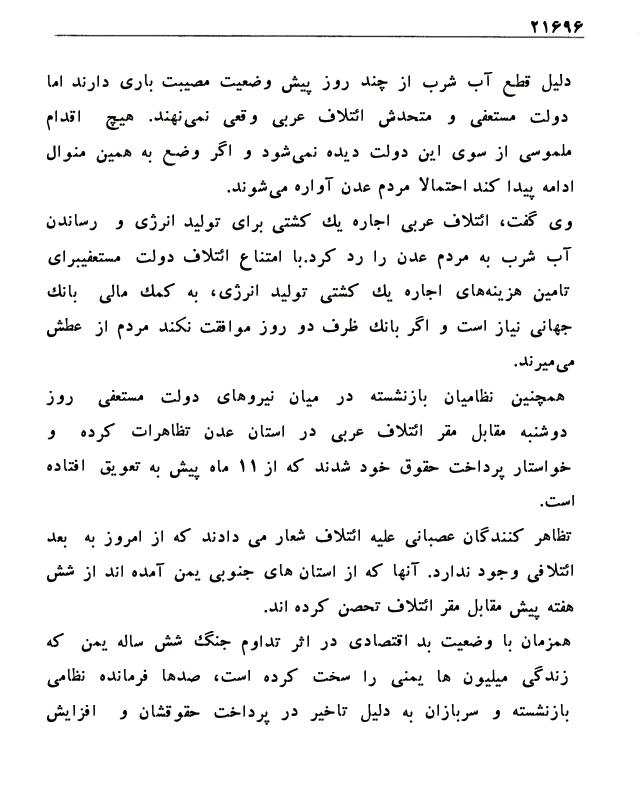 ۲۱۶۹۶
دلیل قطع آب شرب از چند روز پیش وضعیت مصیبت باری دارند اما
دولت مستعفی و متحدش ائتلاف عربی وقعی نمی‌نهند. هیچ اقدام
ملموسی از سوی این دولت دیده نمی‌شود و اگر وضع به همین منوال
ادامه پیدا کند احتمالا مردم عدن آواره می‌شوند.
وی گفت، ائتلاف عربی اجاره یك کشتی برای تولید انرژی و رساندن
آب شرب به مردم عدن را رد کرد.با امتناع ائتلاف دولت مستعفیبرای
تامین هزینه‌های اجاره یك کشتی تولید انرژی، به کمك مالی بانك
جهانی نیاز است و اگر بانك ظرف دو روز موافقت نکند مردم از عطش
می‌میرند.
همچنین نظامیان بازنشسته در میان نیروهای دولت مستعفی روز
دوشنبه مقابل مقر ائتلاف عربی در استان عدن تظاهرات کرده و
خواستار پرداخت حقوق خود شدند که از ۱۱ ماه پیش به تعویق افتاده
است.
تظاهر کنندگان عصبانی علیه ائتلاف شعار می دادند که از امروز به بعد
ائتلافی وجود ندارد. آنها که از استان های جنوبی یمن آمده اند از شش
هفته پیش مقابل مقر ائتلاف تحصن کرده اند.
همزمان با وضعیت بد اقتصادی در اثر تداوم جنگ شش ساله یمن که
زندگی میلیون ها یمنی را سخت کرده است، صدها فرمانده نظامی
بازنشسته و سربازان به دلیل تاخیر در پرداخت حقوقشان و افزایش